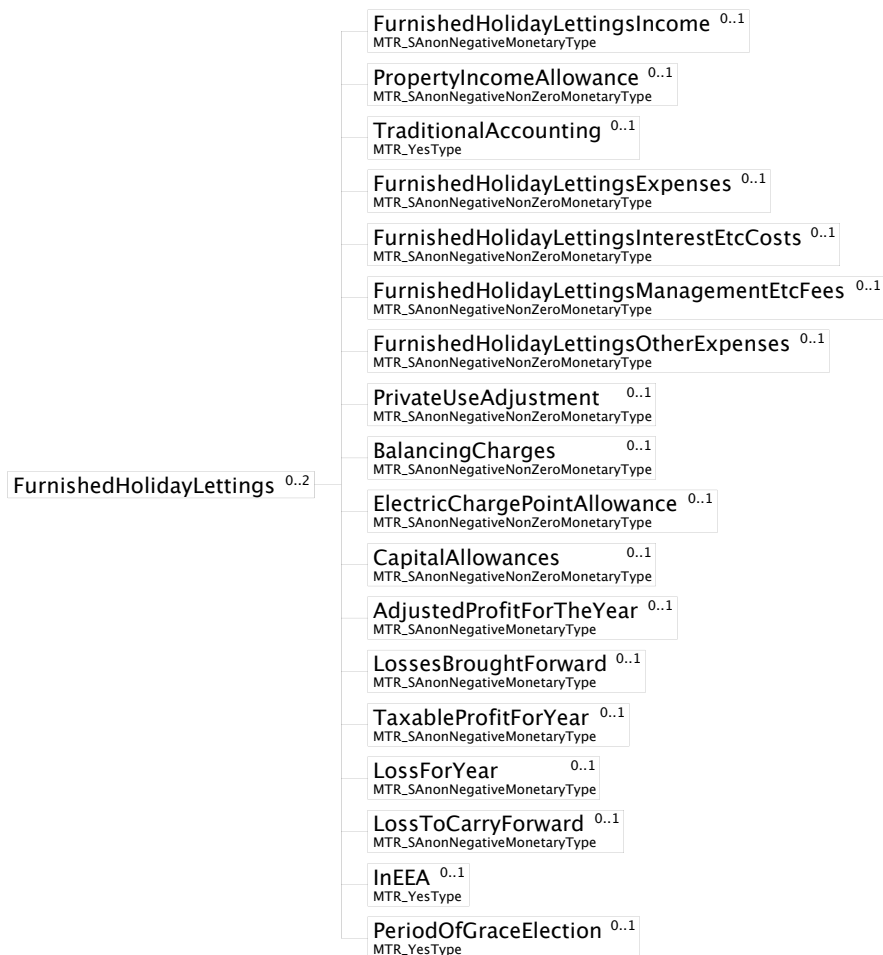 FurnishedHolidayLettingsIncome 0..1
MTR_SAnonNegativeMonetaryType
PropertyIncomeAllowance 0..1
MTR_SAnonNegativeNonZeroMonetaryType
TraditionalAccounting 0..1
MTR_YesType
FurnishedHolidayLettingsExpenses 0..1
MTR_SAnonNegativeNonZeroMonetaryType
FurnishedHolidayLettingsInterestEtcCosts 0..1
MTR_SAnonNegativeNonZeroMonetaryType
FurnishedHolidayLettingsManagementEtcFees 0..1
MTR_SAnonNegativeNonZeroMonetaryType
FurnishedHolidayLettingsOtherExpenses 0..1
MTR_SAnonNegativeNonZeroMonetaryType
PrivateUseAdjustment 0..1
MTR_SAnonNegativeNonZeroMonetaryType
BalancingCharges 0..1
MTR_SAnonNegativeNonZeroMonetaryType
FurnishedHolidayLettings 0..2
ElectricChargePointAllowance 0..1
MTR_SAnonNegativeNonZeroMonetaryType
CapitalAllowances 0..1
MTR_SAnonNegativeNonZeroMonetaryType
AdjustedProfitForTheYear 0..1
MTR_SAnonNegativeMonetaryType
LossesBroughtForward 0..1
MTR_SAnonNegativeMonetaryType
TaxableProfitForYear 0..1
MTR_SAnonNegativeMonetaryType
LossForYear 0..1
MTR_SAnonNegativeMonetaryType
LossToCarryForward 0..1
MTR_SAnonNegativeMonetaryType
InEEA 0..1
MTR_YesType
PeriodOfGraceElection 0..1
MTR_YesType